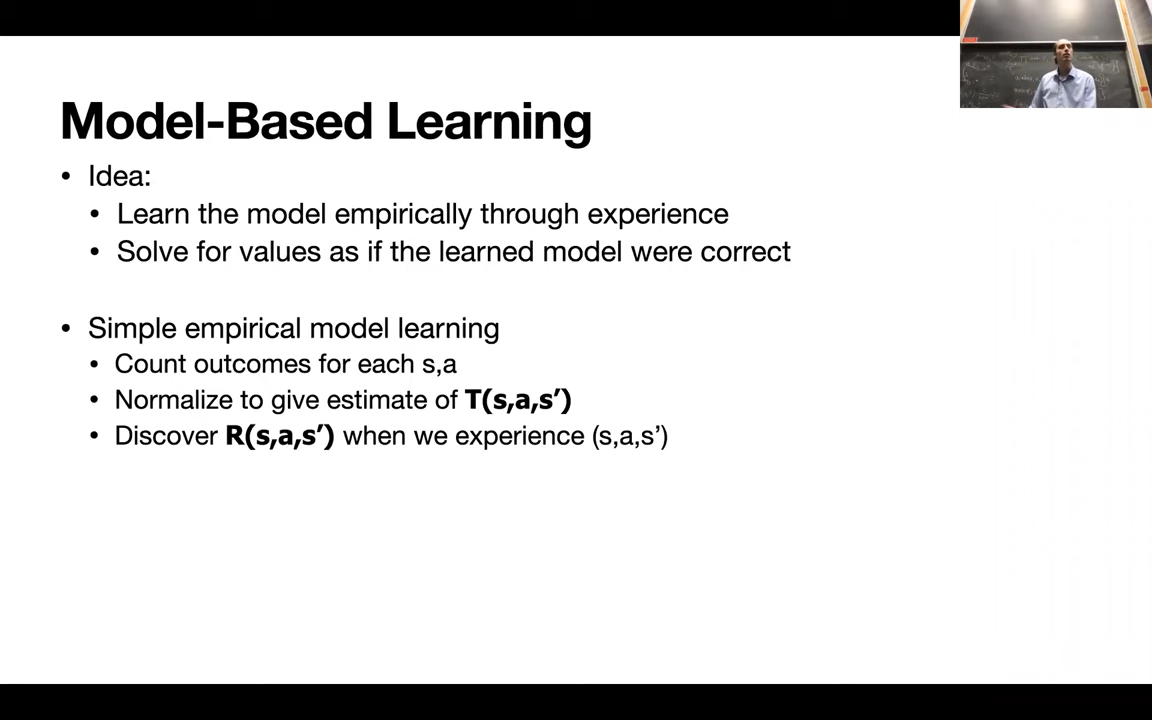 Model-Based Learning
• Idea:
• Learn the model empirically through experience
• Solve for values as if the learned model were correct
• Simple empirical model learning
• Count outcomes for each s,a
• Normalize to give estimate of T(s,a,s’)
• Discover R(s,a,s’) when we experience (s,a,s’)